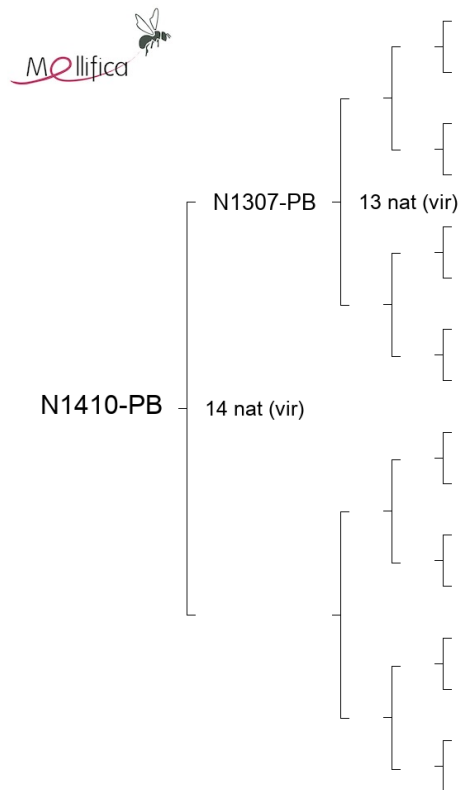 Mellifica
N1307-PB
13 nat (vir)
N1410-PB
14 nat (vir)